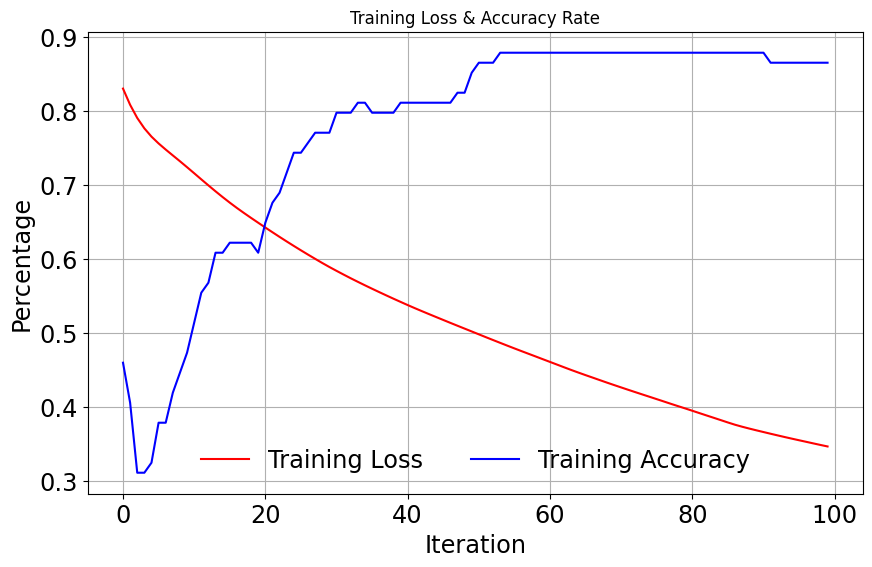 Training Loss & Accuracy Rate
0.9
0.8
0.7
0.6
0.5
0.4
0.3
Percentage
Training Loss
Training Accuracy
0 20 40 60 80 100
Iteration